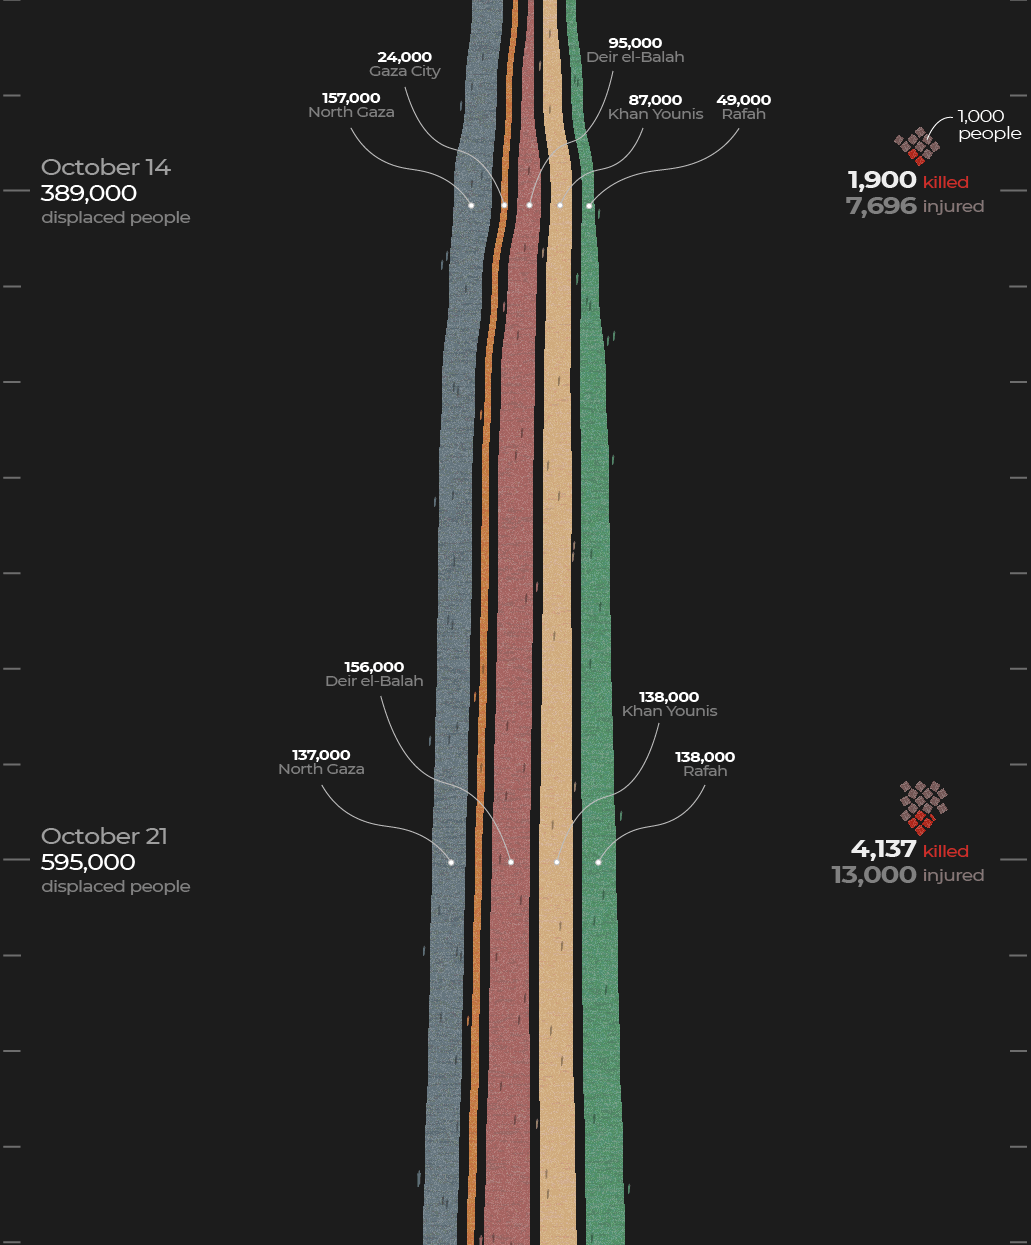 95,000
Deir el-Balah
24,000
Gaza City
157,000
North Gaza
87,000
Khan Younis
49,000
Rafah
1,000
people
October 14
389,000
displaced people
1,900 killed
7,696 injured
156,000
Deir el-Balah
138,000
Khan Younis
137,000
North Gaza
138,000
Rafah
October 21
595,000
displaced people
4,137 killed
13,000 injured